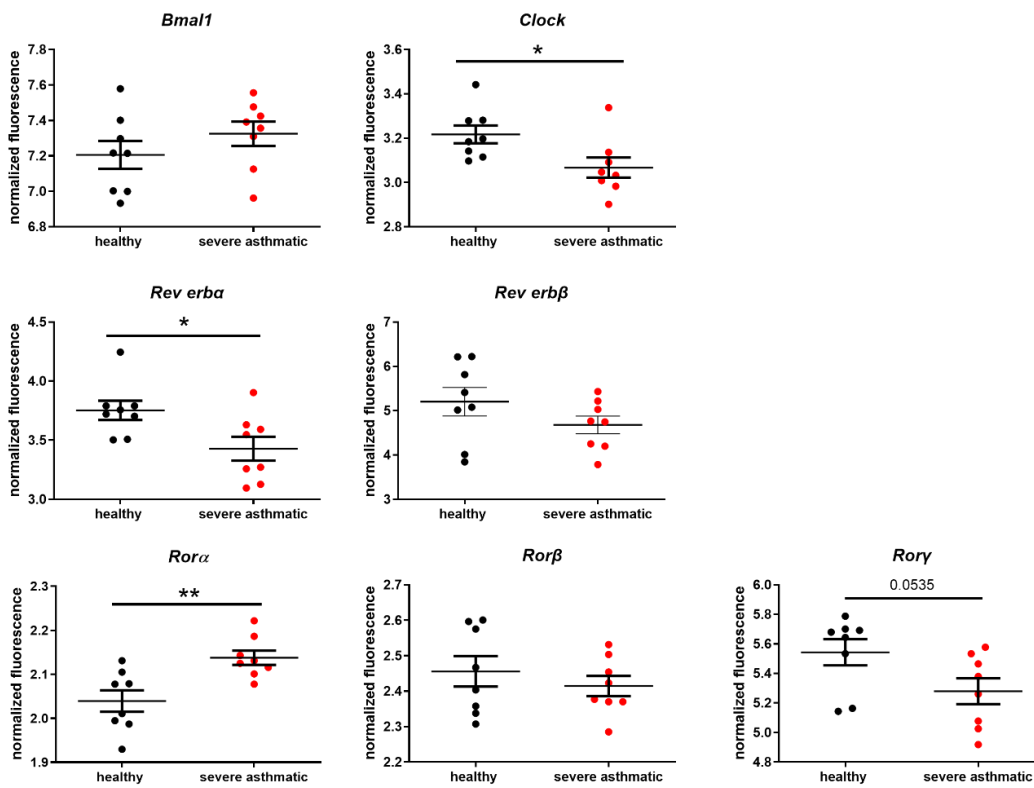 Bmal1
normalized fluorescence
7.8
7.6
7.4
7.2
7.0
6.8
healthy
severe asthmatic
Clock
*
normalized fluorescence
3.6
3.4
3.2
3.0
2.8
healthy
severe asthmatic
Rev erbα
*
normalized fluorescence
4.5
4.0
3.5
3.0
healthy
severe asthmatic
Rev erbβ
normalized fluorescence
7
6
5
4
3
healthy
severe asthmatic
Rorα
**
normalized fluorescence
2.3
2.2
2.1
2.0
1.9
healthy
severe asthmatic
Rorβ
normalized fluorescence
2.7
2.6
2.5
2.4
2.3
2.2
healthy
severe asthmatic
Rorγ
0.0535
normalized fluorescence
6.0
5.8
5.6
5.4
5.2
5.0
4.8
healthy
severe asthmatic